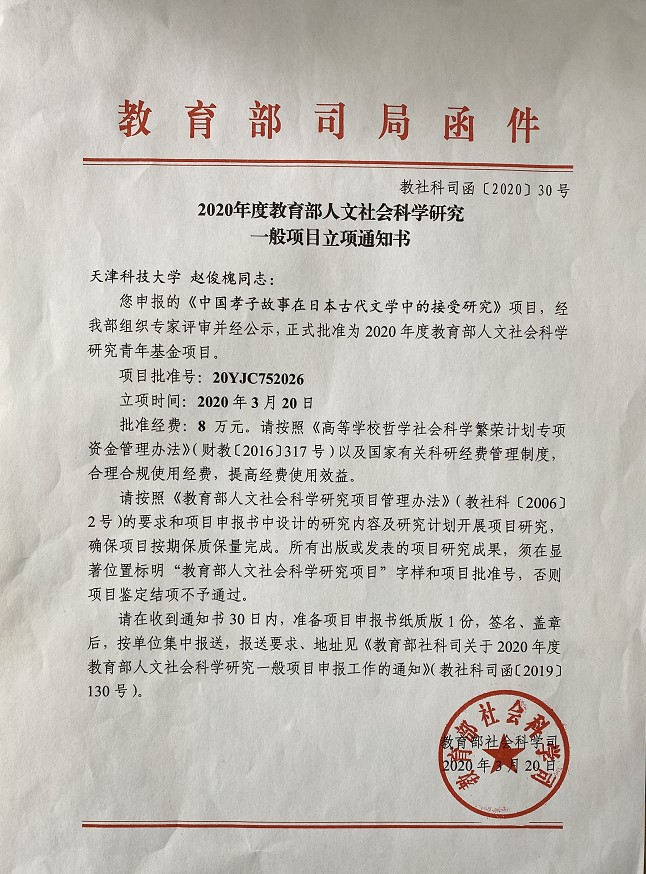 教育部司局函件
教社科司函〔2020〕30号
2020年度教育部人文社会科学研究
一般项目立项通知书
天津科技大学 赵俊槐同志：
您申报的《中国孝子故事在日本古代文学中的接受研究》项目，经
我部组织专家评审并经公示，正式批准为2020年度教育部人文社会科学
研究青年基金项目。
项目批准号：20YJC752026
立项时间：2020年3月20日
批准经费：8 万元。请按照《高等学校哲学社会科学繁荣计划专项
资金管理办法》（财教〔2016〕317号）以及国家有关科研经费管理制度，
合理合规使用经费，提高经费使用效益。
请按照《教育部人文社会科学研究项目管理办法》（教社科〔2006〕
2号)的要求和项目申报书中设计的研究内容及研究计划开展项目研究，
确保项目按期保质保量完成。所有出版或发表的项目研究成果，须在显
著位置标明“教育部人文社会科学研究项目”字样和项目批准号，否则
项目鉴定结项不予通过。
请在收到通知书30日内，准备项目申报书纸质版1份，签名、盖章
后，按单位集中报送，报送要求、地址见《教育部社科司关于2020年度
教育部人文社会科学研究一般项目申报工作的通知》（教社科司函〔2019〕
130号）。
教育部社会科学司
2020年3月20日
教育部社会科学司